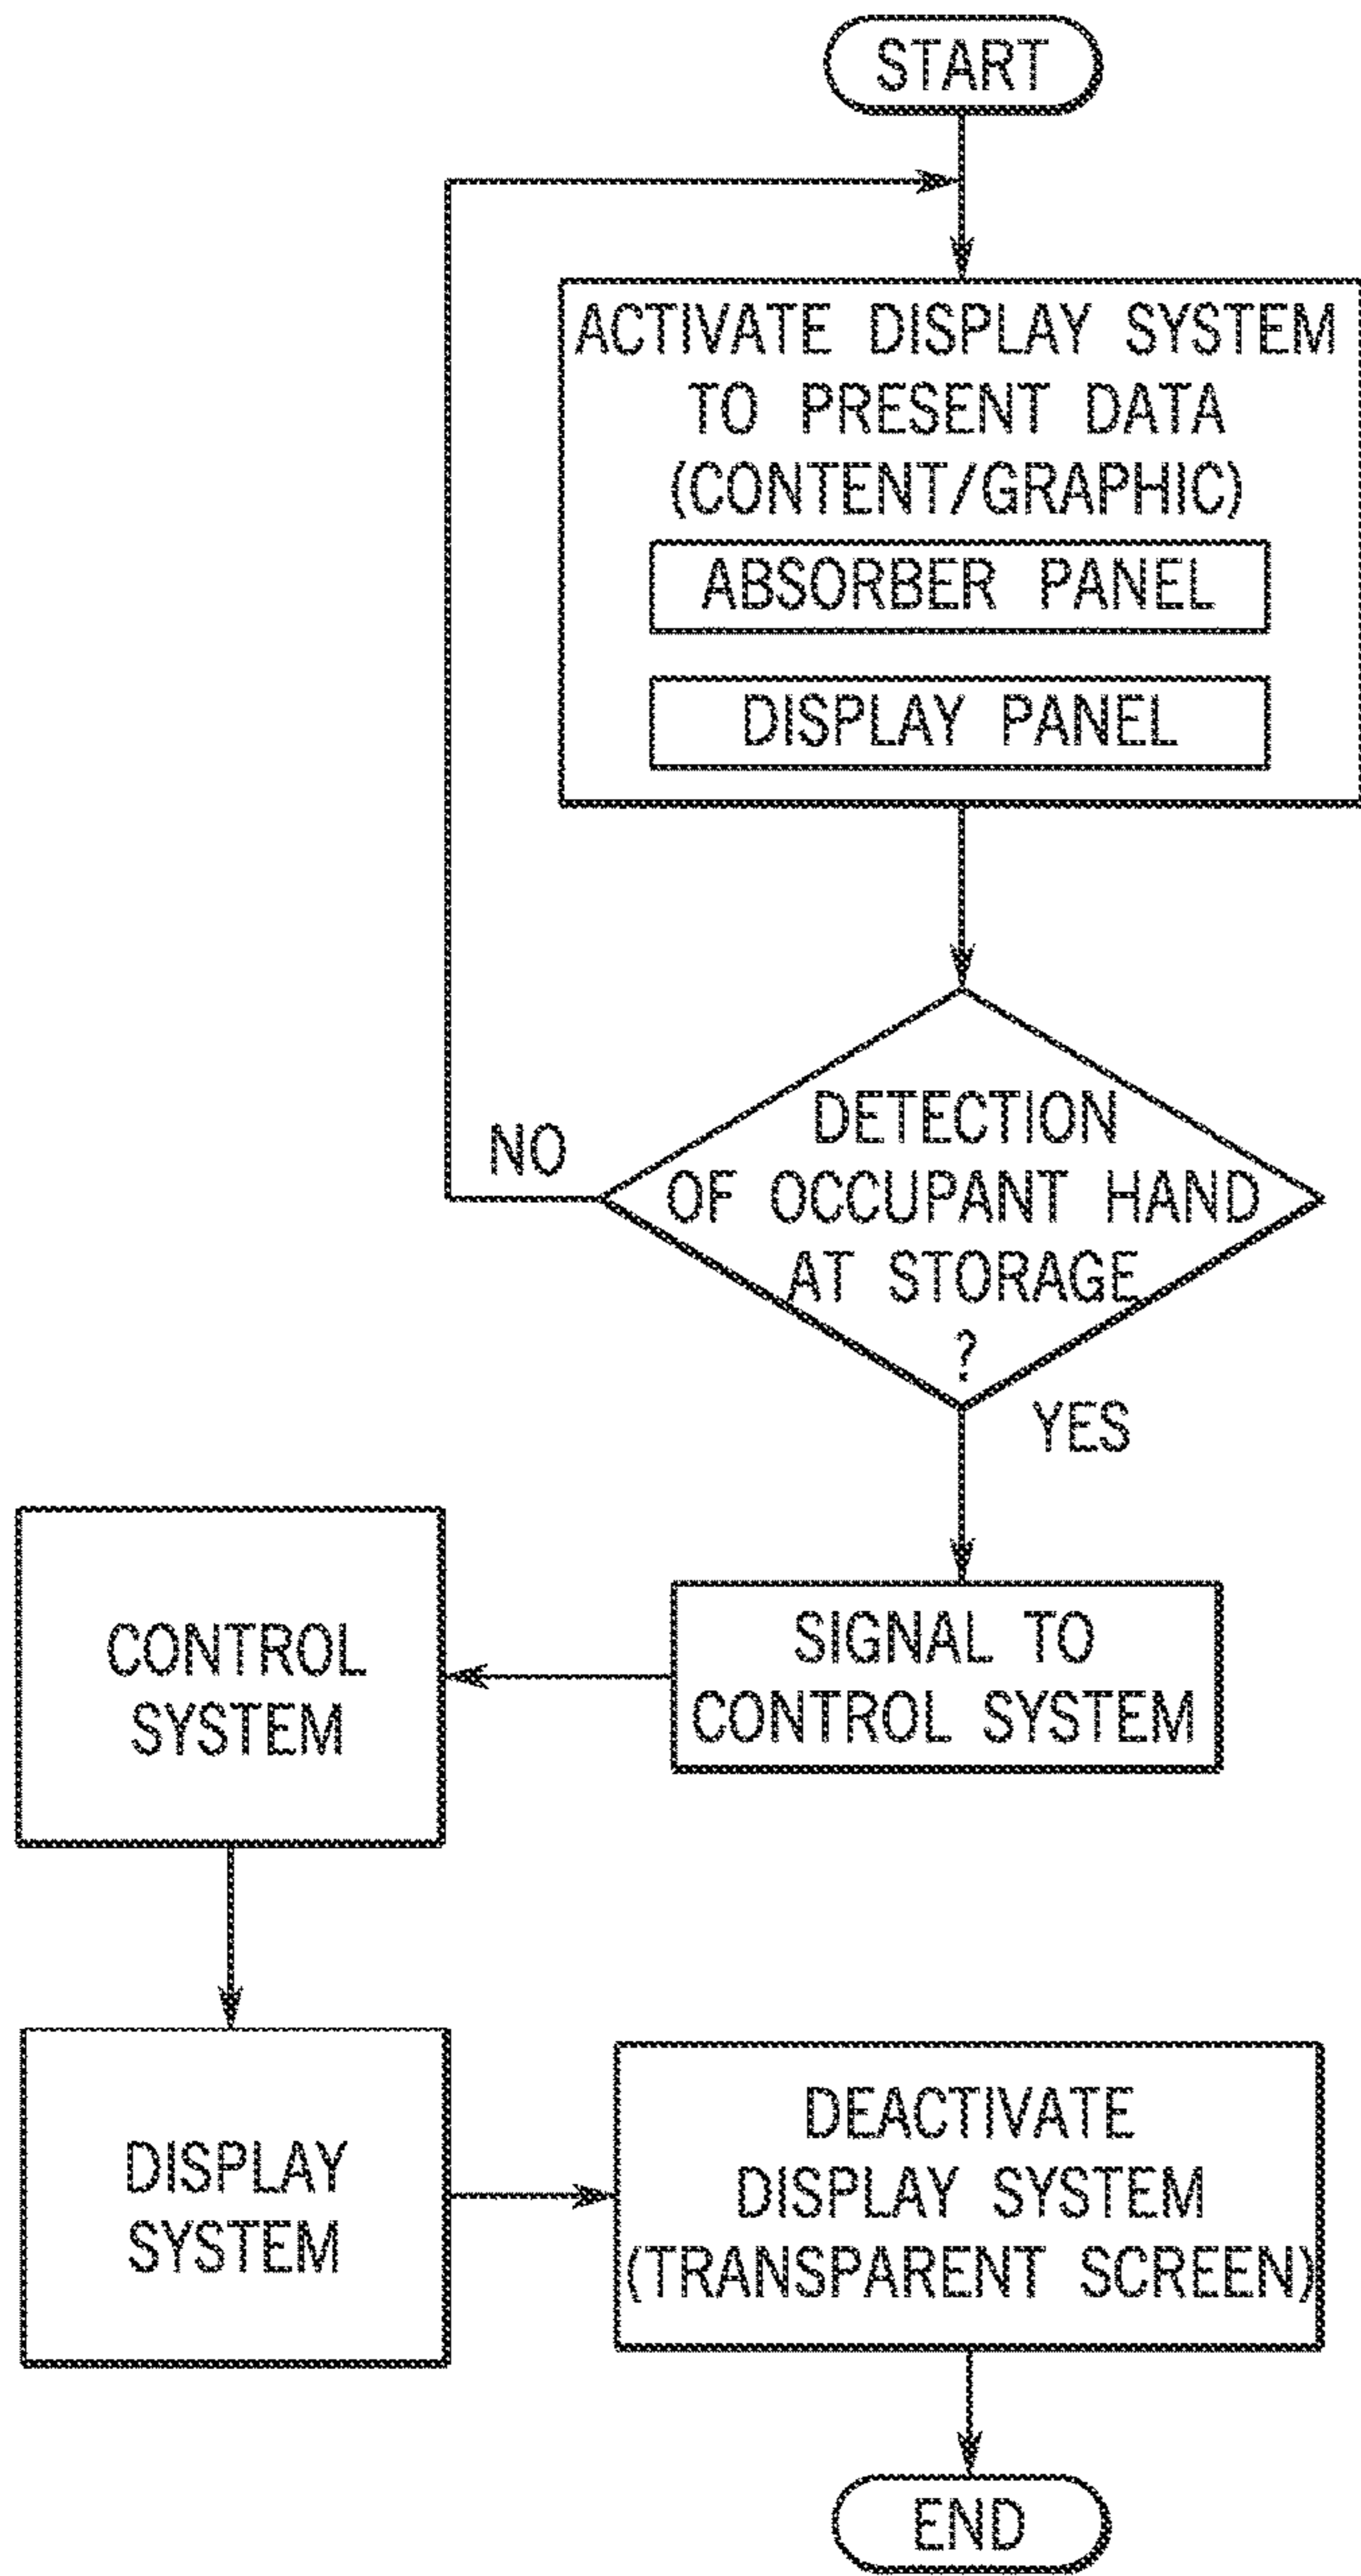 START
ACTIVATE DISPLAY SYSTEM
TO PRESENT DATA
(CONTENT/GRAPHIC)
ABSORBER PANEL
DISPLAY PANEL
DETECTION
OF OCCUPANT HAND
AT STORAGE
?
NO
YES
SIGNAL TO
CONTROL SYSTEM
CONTROL
SYSTEM
DISPLAY
SYSTEM
DEACTIVATE
DISPLAY SYSTEM
(TRANSPARENT SCREEN)
END